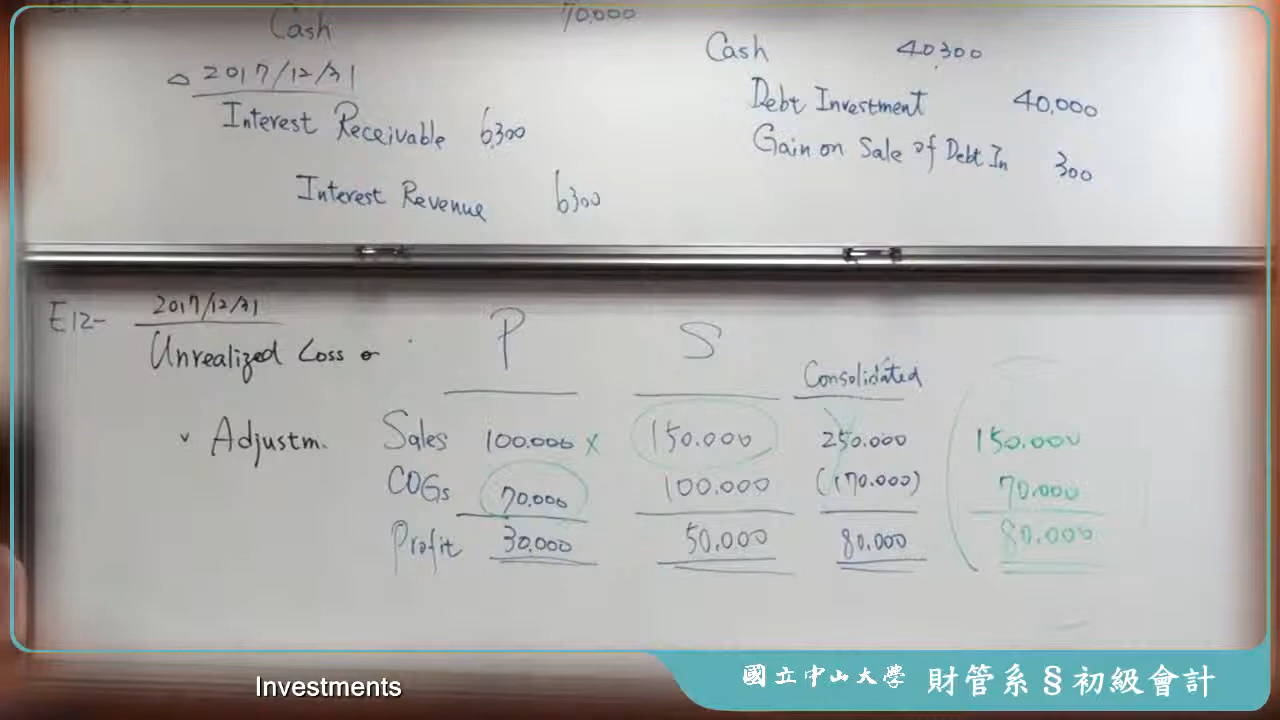 Cash 70,000
△ 2017/12/31
Interest Receivable 6,300
Interest Revenue 6300
Cash 40,300
Debt Investment 40,000
Gain on Sale of Debt In 300
E12- 2017/12/31
Unrealized Loss or
v Adjustm.
P S Consolidated
Sales 100.000 X 150.000 250.000 150.000
COGs 70.000 100.000 (170.000) 70.000
Profit 30.000 50,000 80.000 80.000
Investments
國立中山大學 財管系§初級會計